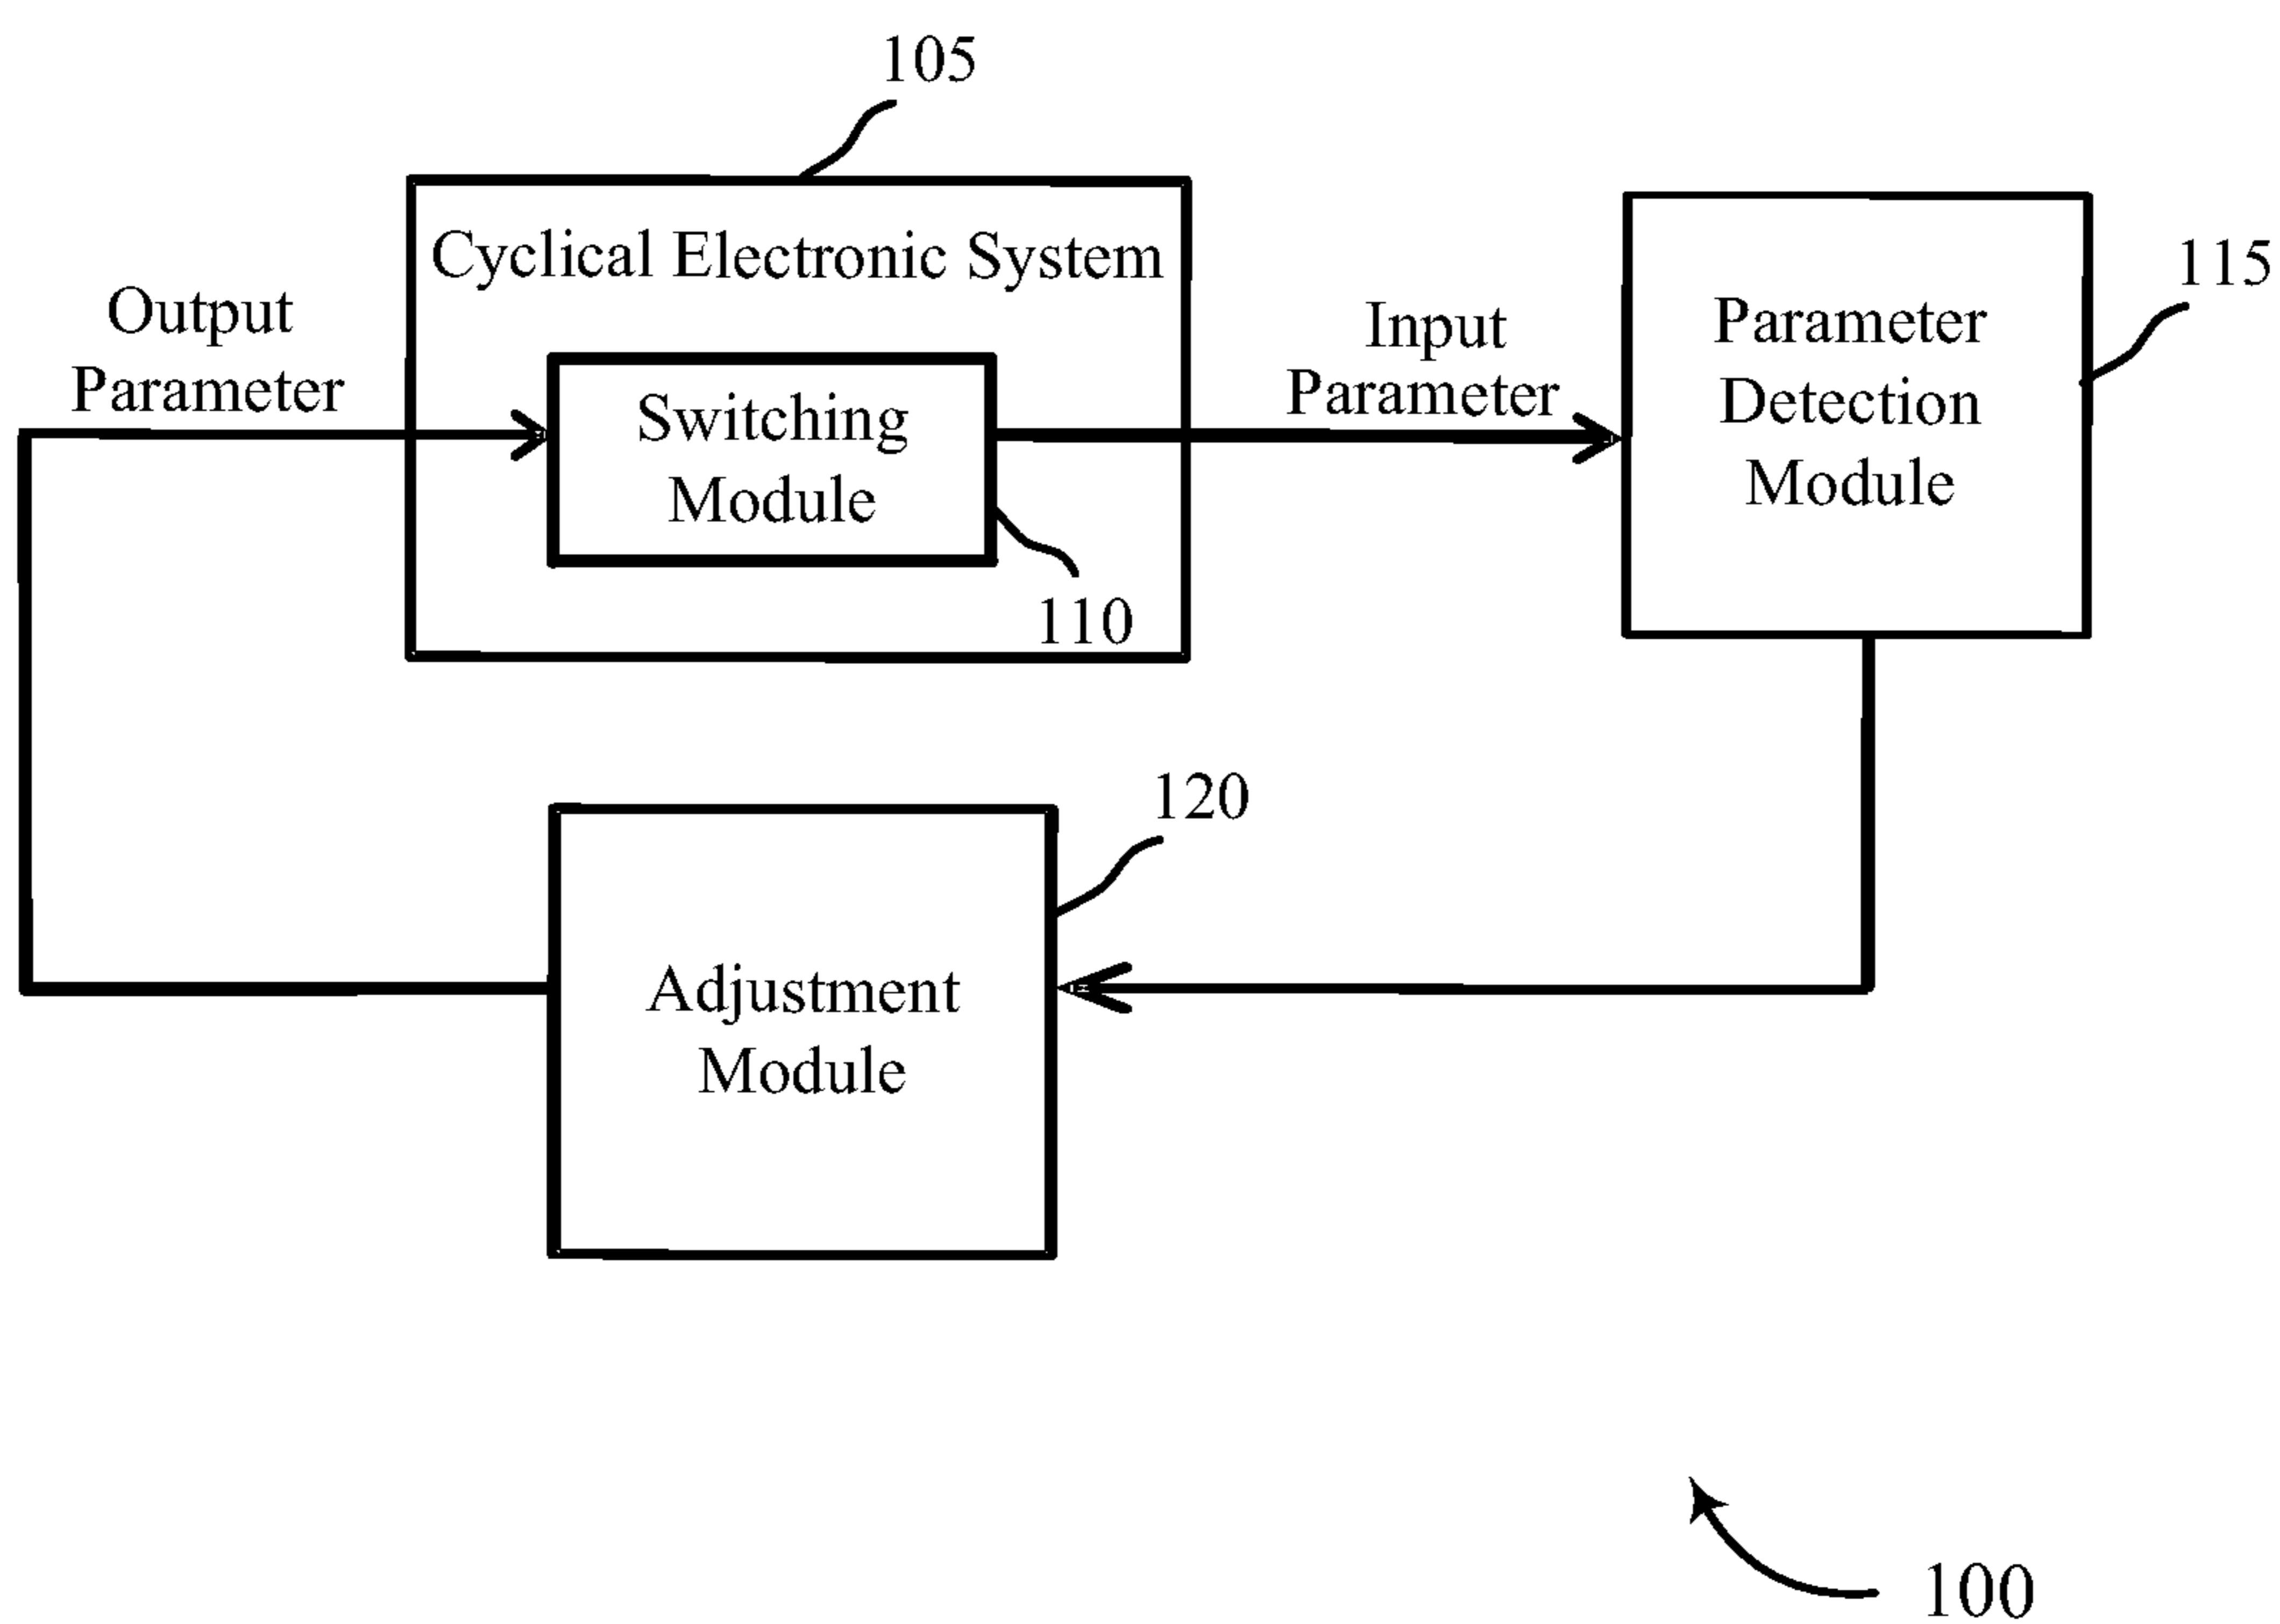 105
Cyclical Electronic System
Output
Parameter
Switching
Module
110
Input
Parameter
Parameter
Detection
Module
115
120
Adjustment
Module
100